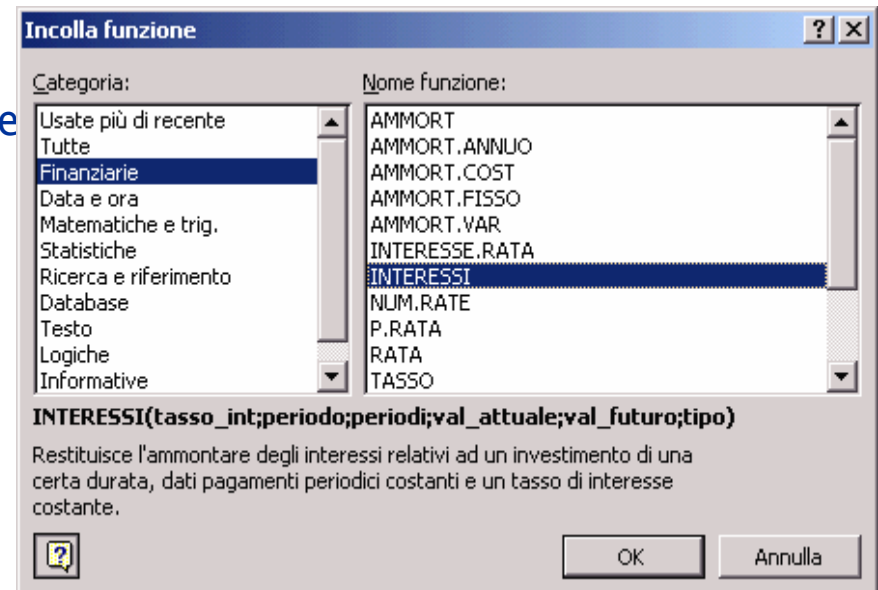 Incolla funzione
Categoria:
Nome funzione:
e
Usate più di recente
Tutte
Finanziarie
Data e ora
Matematiche e trig.
Statistiche
Ricerca e riferimento
Database
Testo
Logiche
Informative
AMMORT
AMMORT.ANNUO
AMMORT.COST
AMMORT.FISSO
AMMORT.VAR
INTERESSE.RATA
INTERESSI
NUM.RATE
P.RATA
RATA
TASSO
INTERESSI(tasso_int;periodo;periodi;val_attuale;val_futuro;tipo)
Restituisce l'ammontare degli interessi relativi ad un investimento di una
certa durata, dati pagamenti periodici costanti e un tasso di interesse
costante.
OK
Annulla